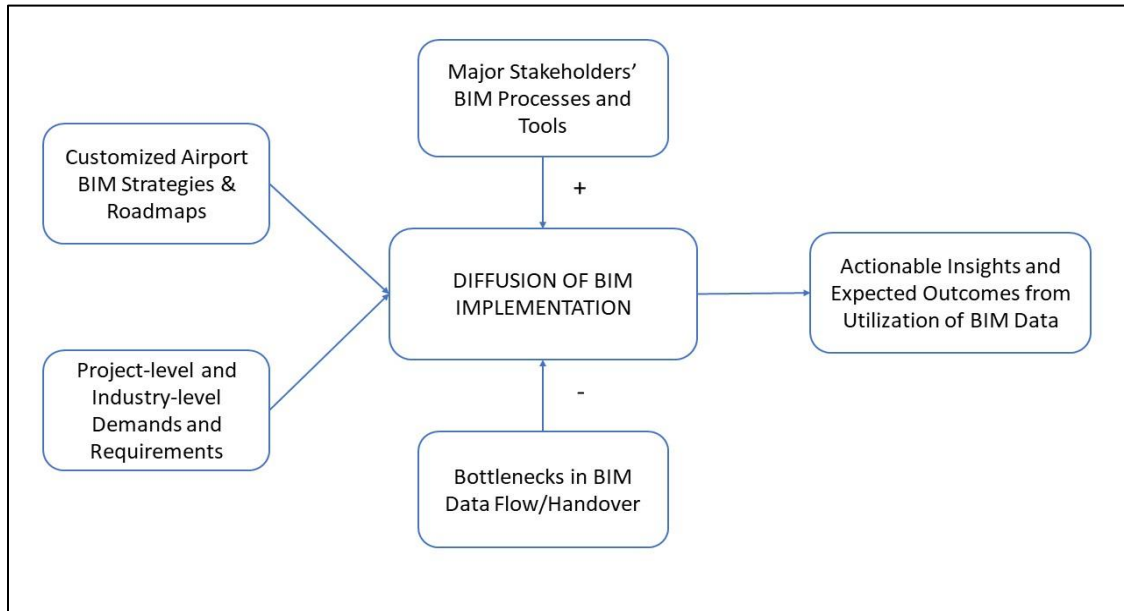 Major Stakeholders’
BIM Processes and
Tools
Customized Airport
BIM Strategies &
Roadmaps
+
DIFFUSION OF BIM
IMPLEMENTATION
Actionable Insights and
Expected Outcomes from
Utilization of BIM Data
Project-level and
Industry-level
Demands and
Requirements
-
Bottlenecks in BIM
Data Flow/Handover